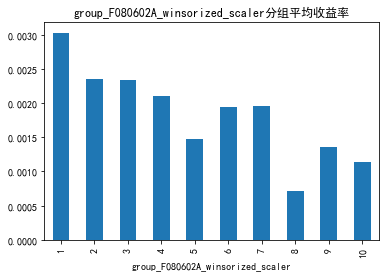 group_F080602A_winsorized_scaler分组平均收益率
0.0030
0.0025
0.0020
0.0015
0.0010
0.0005
0.0000
1 2 3 4 5 6 7 8 9 10
group_F080602A_winsorized_scaler